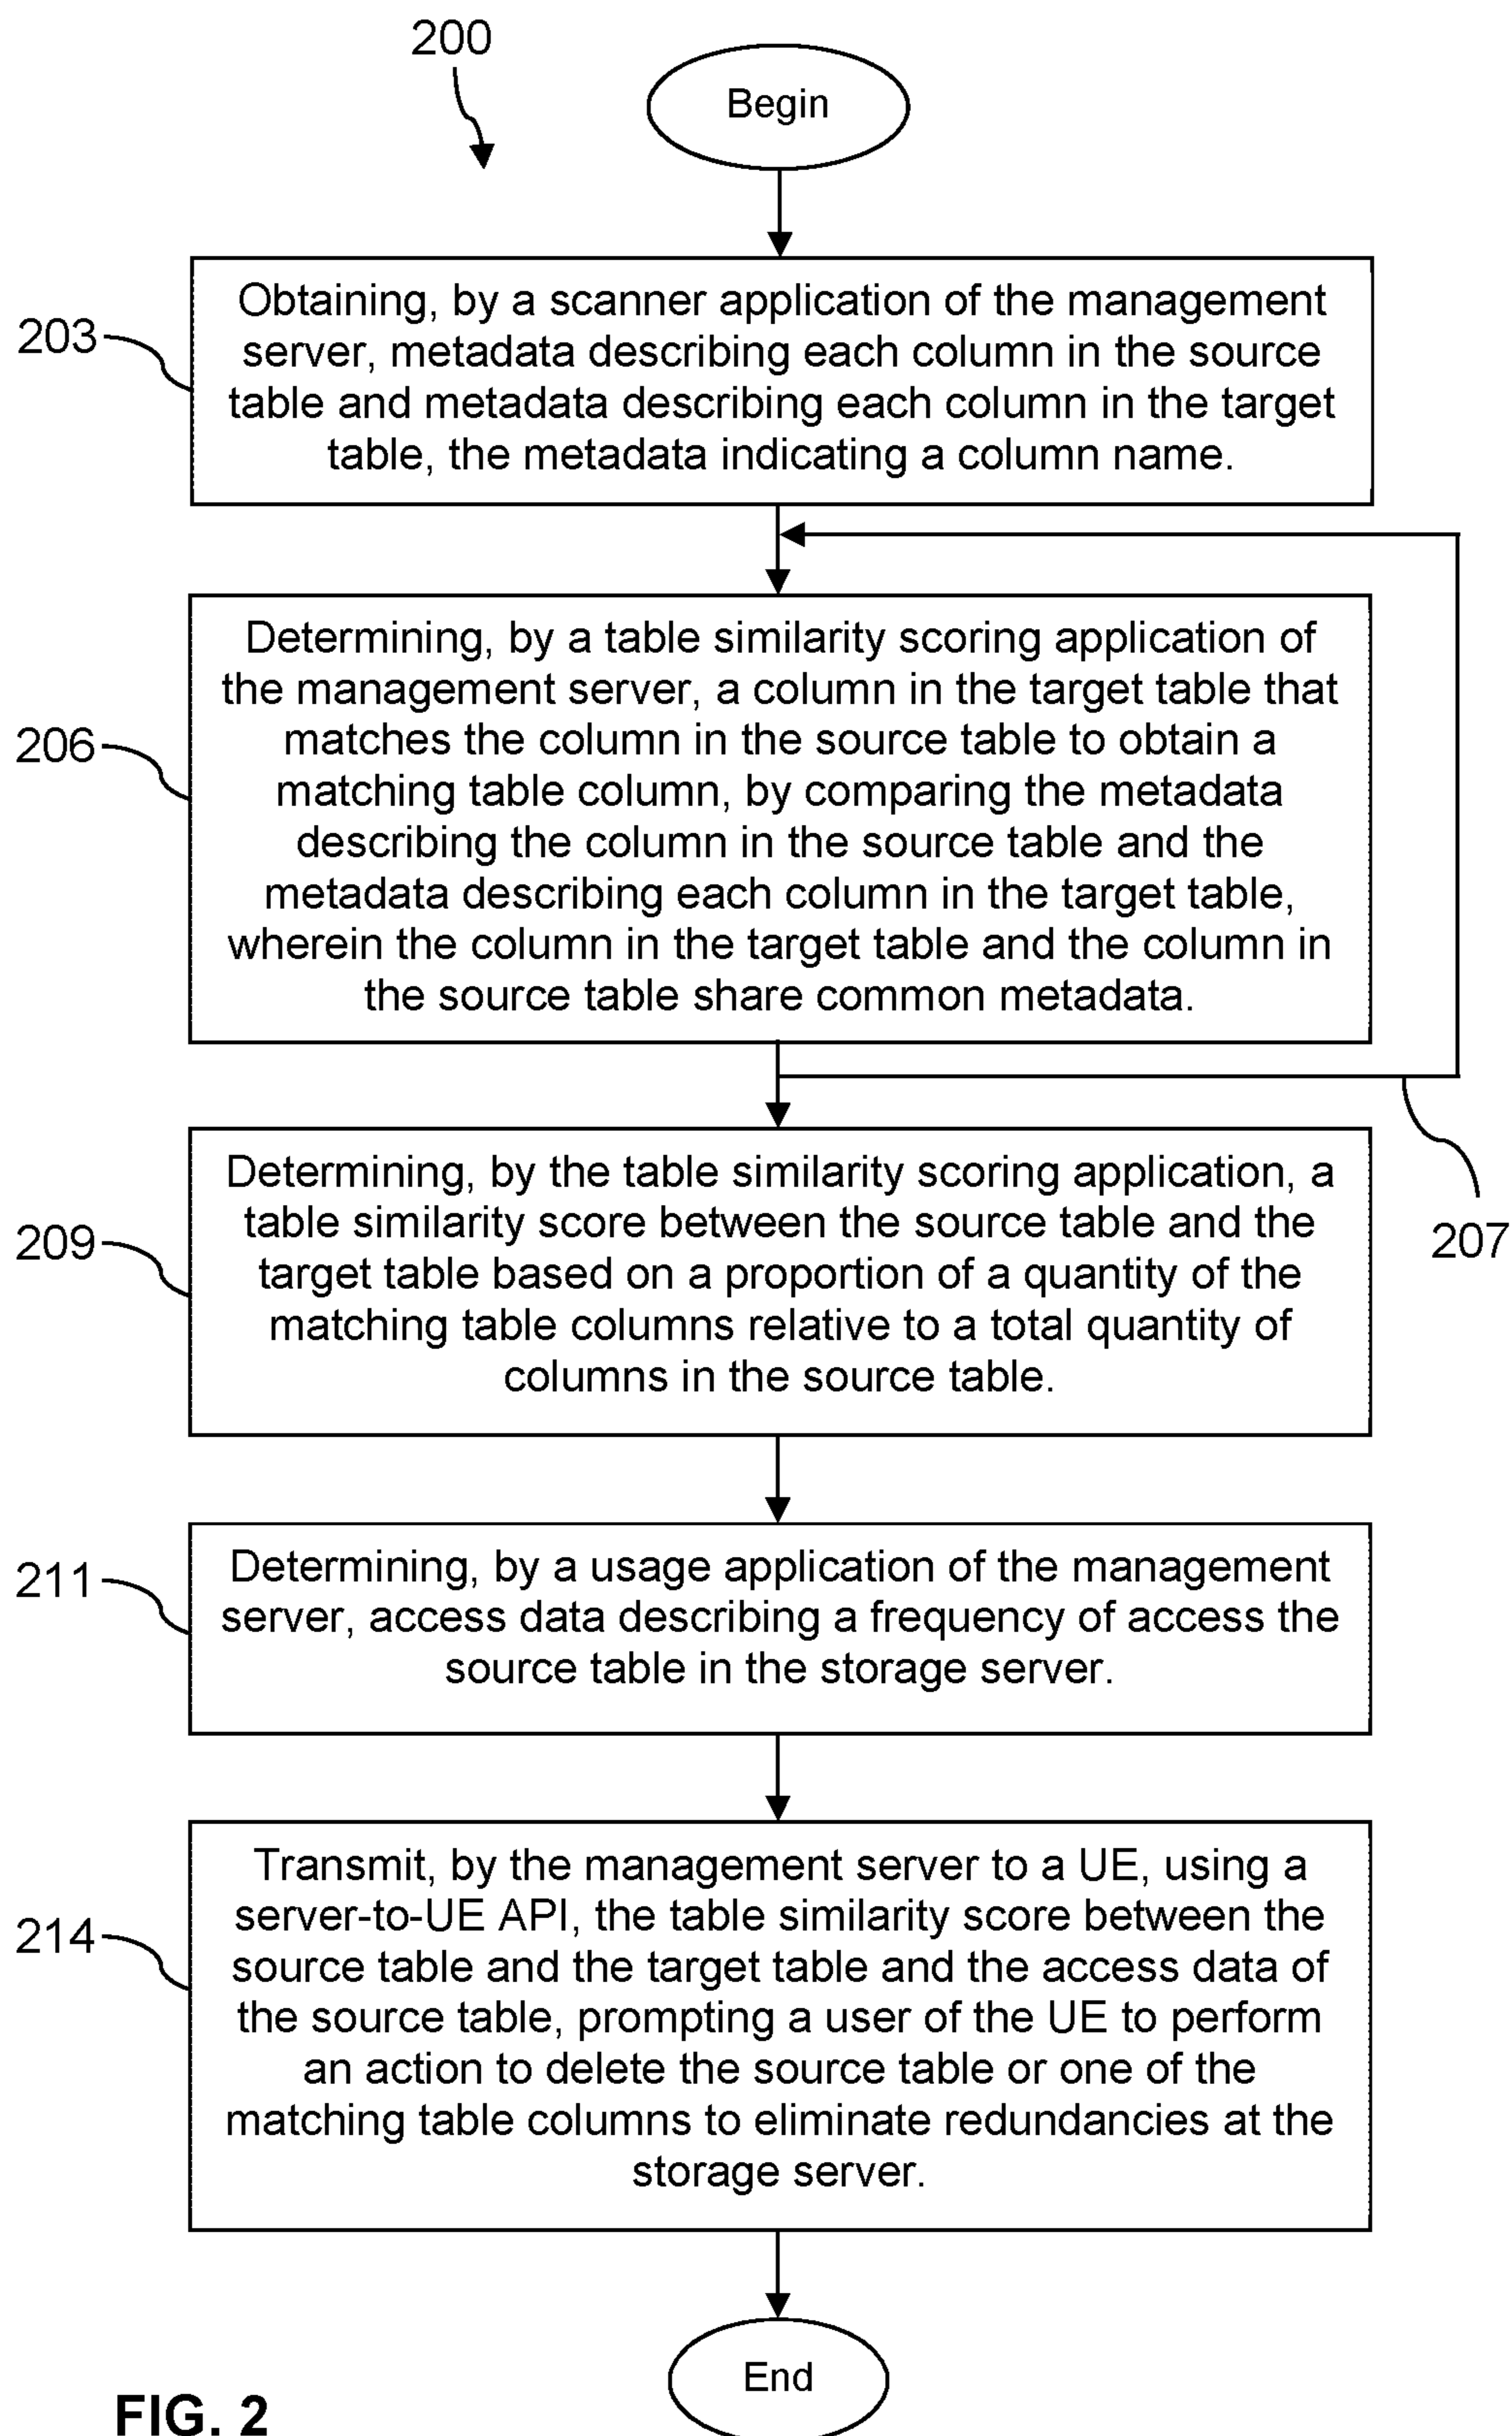 200
Begin
203
Obtaining, by a scanner application of the management
server, metadata describing each column in the source
table and metadata describing each column in the target
table, the metadata indicating a column name.
206
Determining, by a table similarity scoring application of
the management server, a column in the target table that
matches the column in the source table to obtain a
matching table column, by comparing the metadata
describing the column in the source table and the
metadata describing each column in the target table,
wherein the column in the target table and the column in
the source table share common metadata.
207
209
Determining, by the table similarity scoring application, a
table similarity score between the source table and the
target table based on a proportion of a quantity of the
matching table columns relative to a total quantity of
columns in the source table.
211
Determining, by a usage application of the management
server, access data describing a frequency of access the
source table in the storage server.
214
Transmit, by the management server to a UE, using a
server-to-UE API, the table similarity score between the
source table and the target table and the access data of
the source table, prompting a user of the UE to perform
an action to delete the source table or one of the
matching table columns to eliminate redundancies at the
storage server.
End
FIG. 2